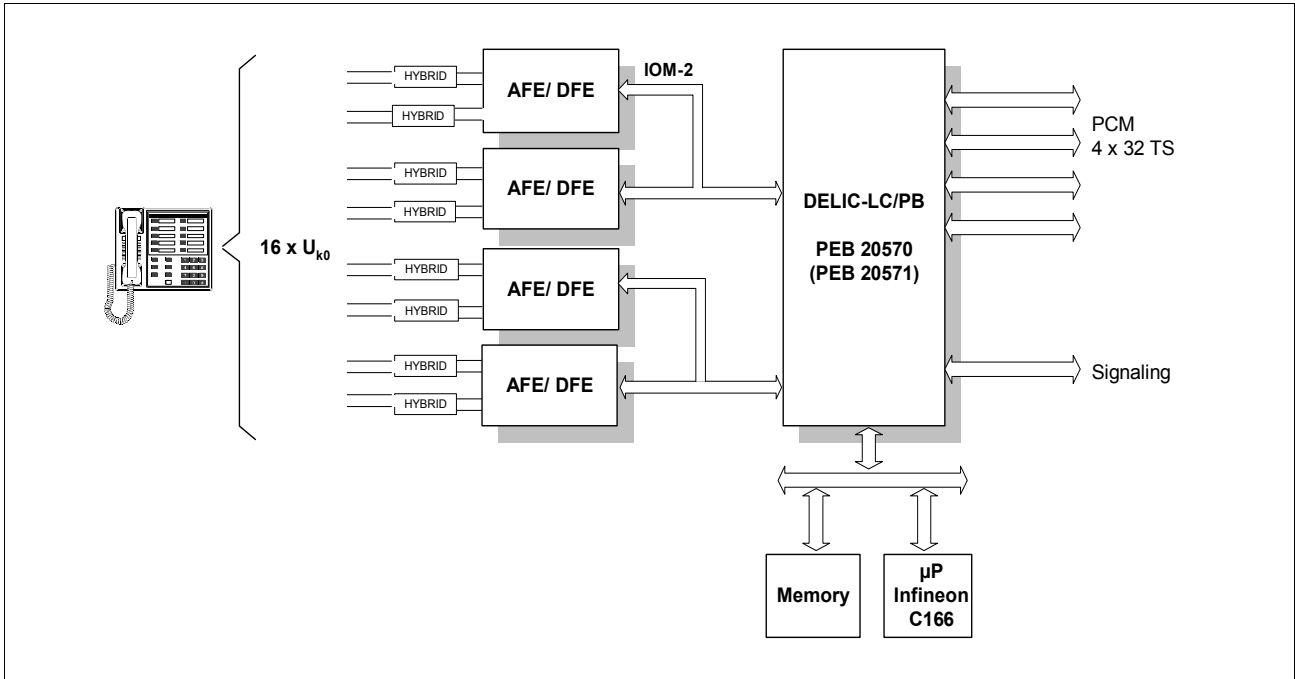 16 x Uk0
HYBRID
HYBRID
HYBRID
HYBRID
HYBRID
HYBRID
HYBRID
HYBRID
AFE/ DFE
AFE/ DFE
AFE/ DFE
AFE/ DFE
IOM-2
DELIC-LC/PB
PEB 20570
(PEB 20571)
PCM
4 x 32 TS
Signaling
Memory
µP
Infineon
C166